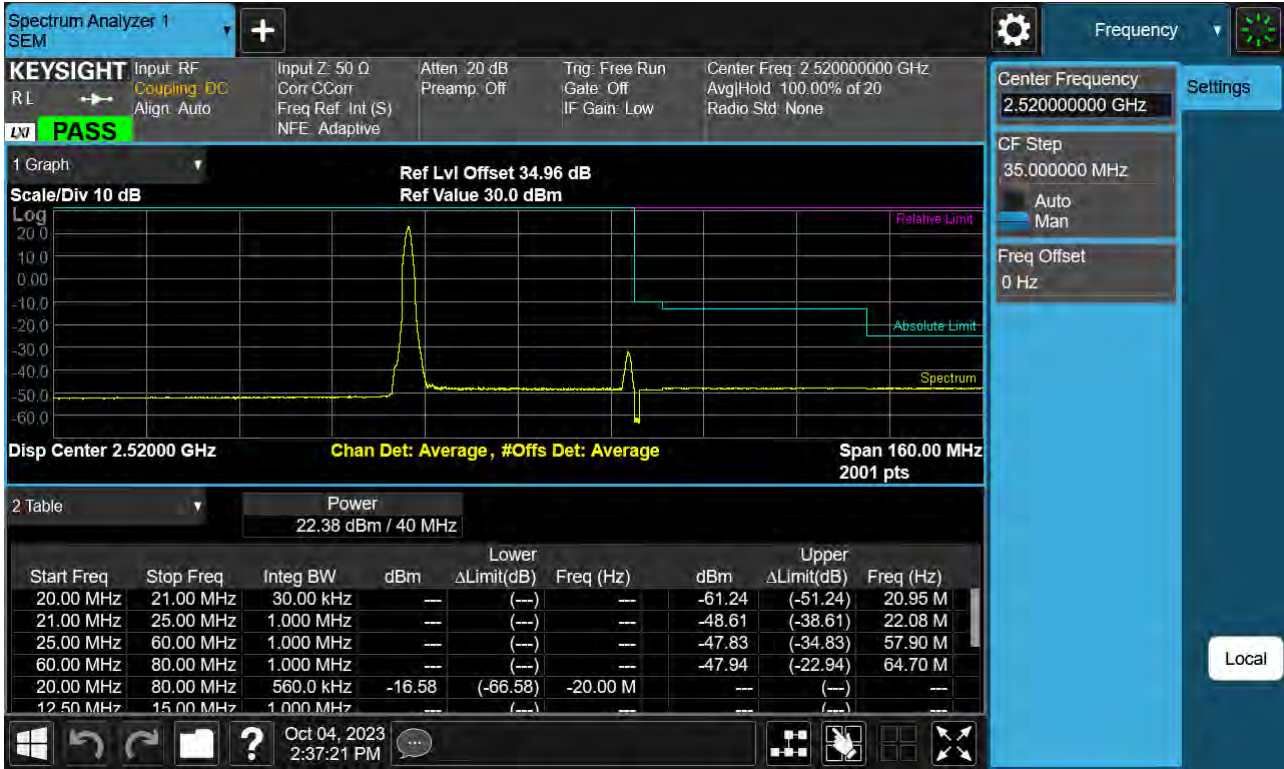 Spectrum Analyzer 1
SEM
Frequency
KEYSIGHT
RL
LXI
PASS
Input: RF
Coupling: DC
Align: Auto
Input Z: 50 Ω
Corr CCorr
Freq Ref: Int (S)
NFE: Adaptive
Atten: 20 dB
Preamp: Off
Trig: Free Run
Gate: Off
IF Gain: Low
Center Freq: 2.520000000 GHz
Avg|Hold: 100.00% of 20
Radio Std: None
Center Frequency
2.520000000 GHz
Settings
CF Step
35.000000 MHz
Auto
Man
Freq Offset
0 Hz
Local
1 Graph
Ref Lvl Offset 34.96 dB
Scale/Div 10 dB
Ref Value 30.0 dBm
Log
20.0
10.0
0.00
-10.0
-20.0
-30.0
-40.0
-50.0
-60.0
Relative Limit
Absolute Limit
Spectrum
Disp Center 2.52000 GHz
Chan Det: Average , #Offs Det: Average
Span 160.00 MHz
2001 pts
2 Table
Power
22.38 dBm / 40 MHz
Lower Upper
Start Freq Stop Freq Integ BW dBm ΔLimit(dB) Freq (Hz) dBm ΔLimit(dB) Freq (Hz)
20.00 MHz 21.00 MHz 30.00 kHz --- (---) --- -61.24 (-51.24) 20.95 M
21.00 MHz 25.00 MHz 1.000 MHz --- (---) --- -48.61 (-38.61) 22.08 M
25.00 MHz 60.00 MHz 1.000 MHz --- (---) --- -47.83 (-34.83) 57.90 M
60.00 MHz 80.00 MHz 1.000 MHz --- (---) --- -47.94 (-22.94) 64.70 M
20.00 MHz 80.00 MHz 560.0 kHz -16.58 (-66.58) -20.00 M --- (---) ---
12.50 MHz 15.00 MHz 1.000 MHz --- (---) --- --- (---) ---
Oct 04, 2023
2:37:21 PM